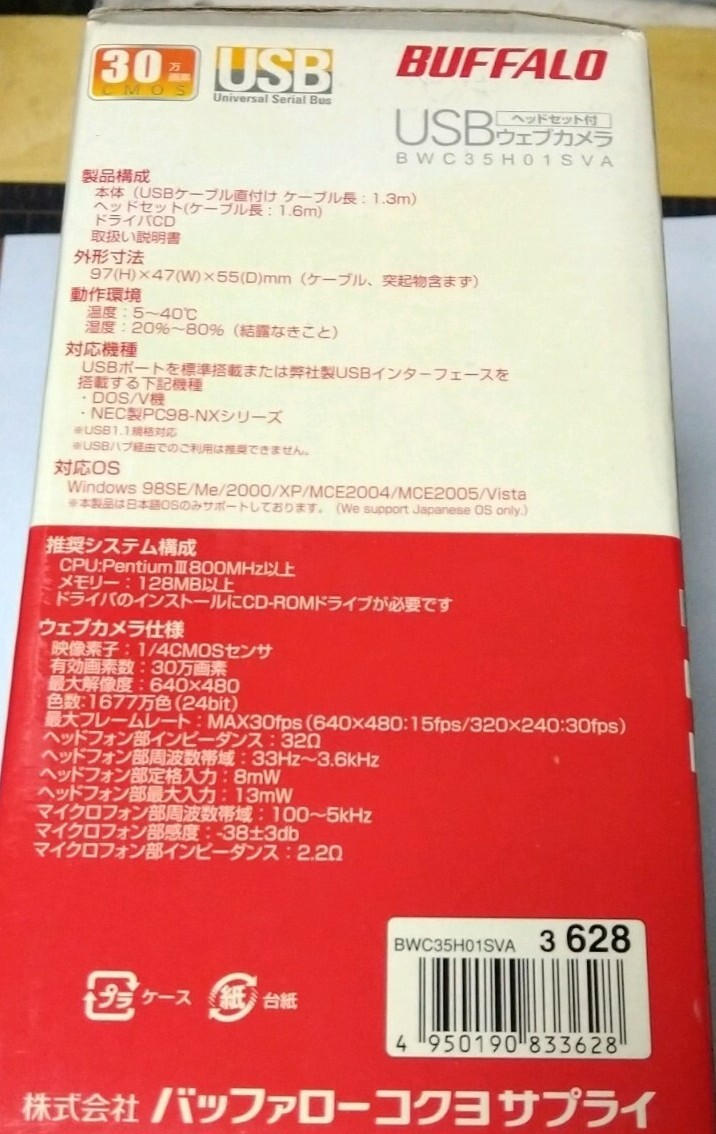 30万画素
CMOS
USB
Universal Serial Bus
BUFFALO
USBヘッドセット付ウェブカメラ
BWC35H01SVA
製品構成
本体（USBケーブル直付け ケーブル長：1.3m）
ヘッドセット(ケーブル長：1.6m)
ドライバCD
取扱い説明書
外形寸法
97(H)×47(W)×55(D)mm（ケーブル、突起物含まず）
動作環境
温度：5～40℃
湿度：20%～80%（結露なきこと）
対応機種
USBポートを標準搭載または弊社製USBインターフェースを
搭載する下記機種
・DOS/V機
・NEC製PC98-NXシリーズ
※USB1.1規格対応
※USBハブ経由でのご利用は推奨できません。
対応OS
Windows 98SE/Me/2000/XP/MCE2004/MCE2005/Vista
※本製品は日本語OSのみサポートしております。（We support Japanese OS only.）
推奨システム構成
CPU:PentiumⅢ800MHz以上
メモリー：128MB以上
ドライバのインストールにCD-ROMドライブが必要です
ウェブカメラ仕様
映像素子：1/4CMOSセンサ
有効画素数：30万画素
最大解像度：640×480
色数:1677万色(24bit)
最大フレームレート：MAX30fps(640×480:15fps/320×240:30fps)
ヘッドフォン部インピーダンス：32Ω
ヘッドフォン部周波数帯域：33Hz～3.6kHz
ヘッドフォン部定格入力：8mW
ヘッドフォン部最大入力：13mW
マイクロフォン部周波数帯域：100～5kHz
マイクロフォン部感度：-38±3db
マイクロフォン部インピーダンス：2.2Ω
BWC35H01SVA 3 628
4 950190 833628
プラ ケース 紙 台紙
株式会社 バッファローコクヨサプライ